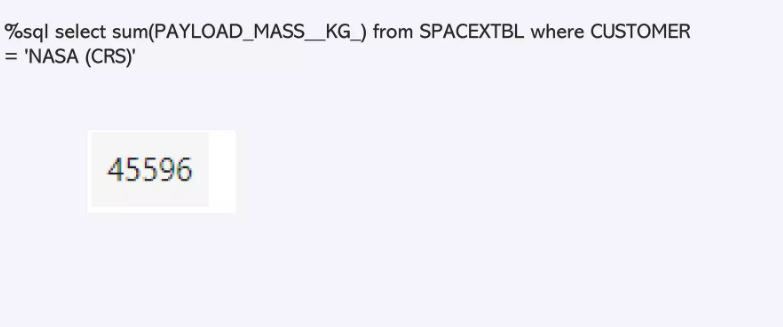 %sql select sum(PAYLOAD_MASS__KG_) from SPACEXTBL where CUSTOMER
= 'NASA (CRS)'
45596